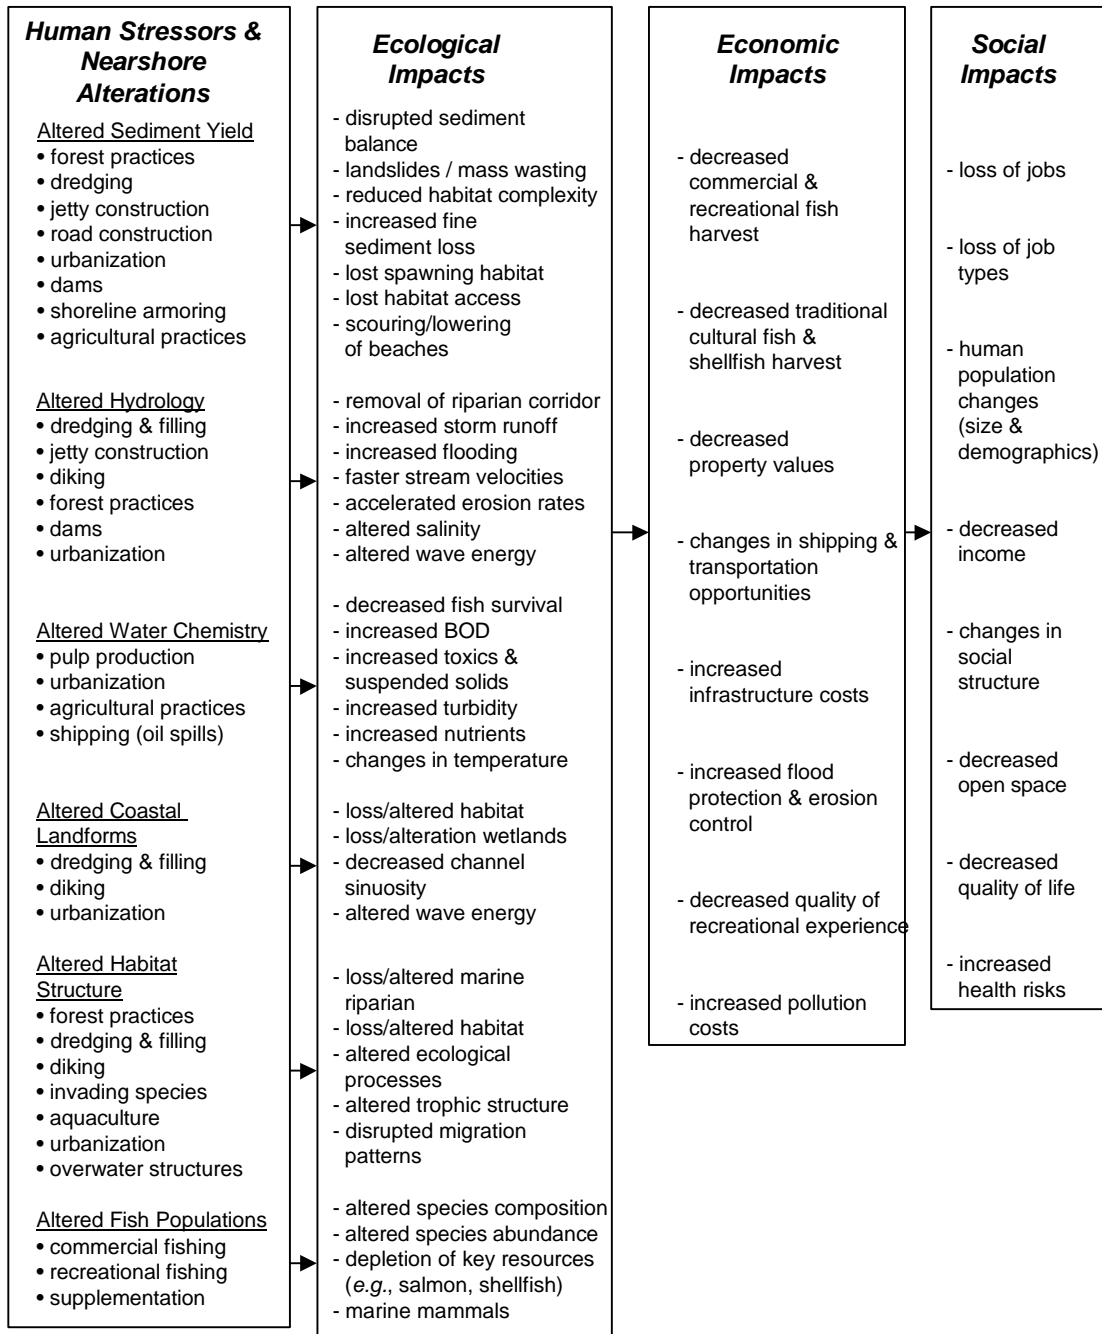 Human Stressors &
Nearshore
Alterations
Altered Sediment Yield
• forest practices
• dredging
• jetty construction
• road construction
• urbanization
• dams
• shoreline armoring
• agricultural practices
Altered Hydrology
• dredging & filling
• jetty construction
• diking
• forest practices
• dams
• urbanization
Altered Water Chemistry
• pulp production
• urbanization
• agricultural practices
• shipping (oil spills)
Altered Coastal
Landforms
• dredging & filling
• diking
• urbanization
Altered Habitat
Structure
• forest practices
• dredging & filling
• diking
• invading species
• aquaculture
• urbanization
• overwater structures
Altered Fish Populations
• commercial fishing
• recreational fishing
• supplementation
Ecological
Impacts
- disrupted sediment
balance
- landslides / mass wasting
- reduced habitat complexity
- increased fine
sediment loss
- lost spawning habitat
- lost habitat access
- scouring/lowering
of beaches
- removal of riparian corridor
- increased storm runoff
- increased flooding
- faster stream velocities
- accelerated erosion rates
- altered salinity
- altered wave energy
- decreased fish survival
- increased BOD
- increased toxics &
suspended solids
- increased turbidity
- increased nutrients
- changes in temperature
- loss/altered habitat
- loss/alteration wetlands
- decreased channel
sinuosity
- altered wave energy
- loss/altered marine
riparian
- loss/altered habitat
- altered ecological
processes
- altered trophic structure
- disrupted migration
patterns
- altered species composition
- altered species abundance
- depletion of key resources
(e.g., salmon, shellfish)
- marine mammals
Economic
Impacts
- decreased
commercial &
recreational fish
harvest
- decreased traditional
cultural fish &
shellfish harvest
- decreased
property values
- changes in shipping &
transportation
opportunities
- increased
infrastructure costs
- increased flood
protection & erosion
control
- decreased quality of
recreational experience
- increased pollution
costs
Social
Impacts
- loss of jobs
- loss of job
types
- human
population
changes
(size &
demographics)
- decreased
income
- changes in
social
structure
- decreased
open space
- decreased
quality of life
- increased
health risks